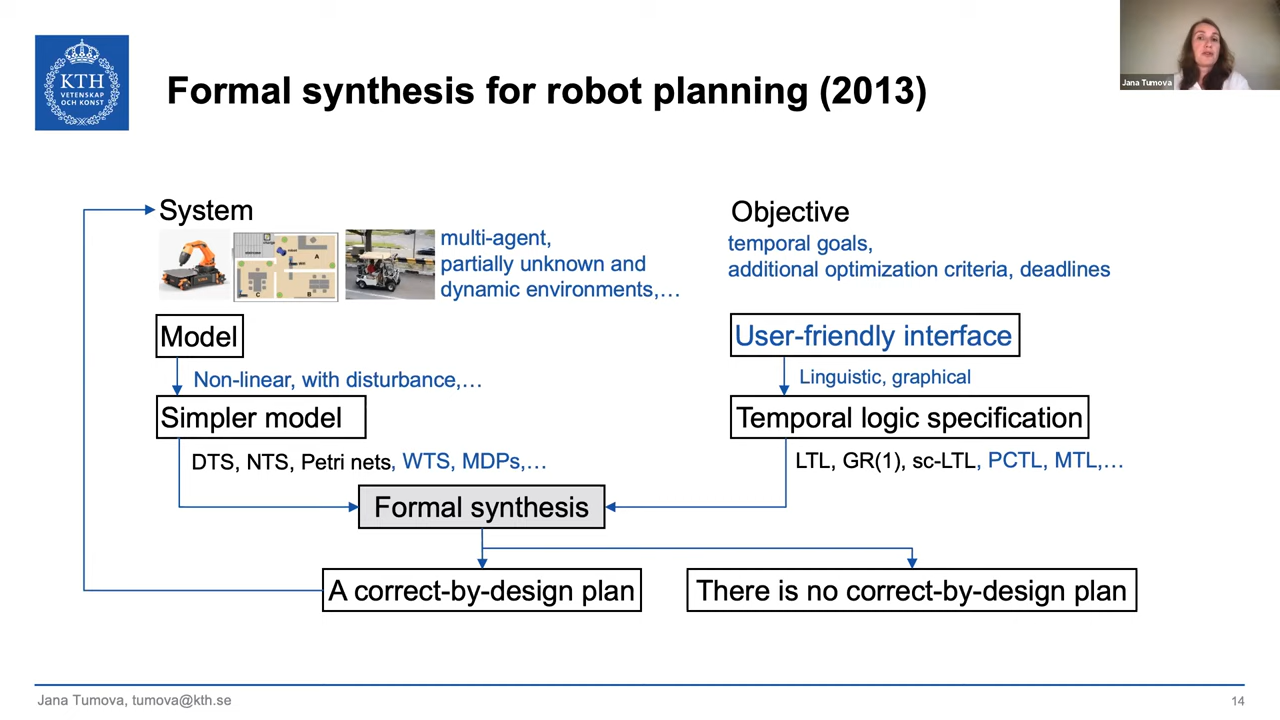 KTH
VETENSKAP
OCH KONST
Formal synthesis for robot planning (2013)
Jana Tumova
System
multi-agent,
partially unknown and
dynamic environments,…
Objective
temporal goals,
additional optimization criteria, deadlines
A
B
C
Model
Non-linear, with disturbance,…
Simpler model
DTS, NTS, Petri nets, WTS, MDPs,…
User-friendly interface
Linguistic, graphical
Temporal logic specification
LTL, GR(1), sc-LTL, PCTL, MTL,…
Formal synthesis
A correct-by-design plan
There is no correct-by-design plan
Jana Tumova, tumova@kth.se
14